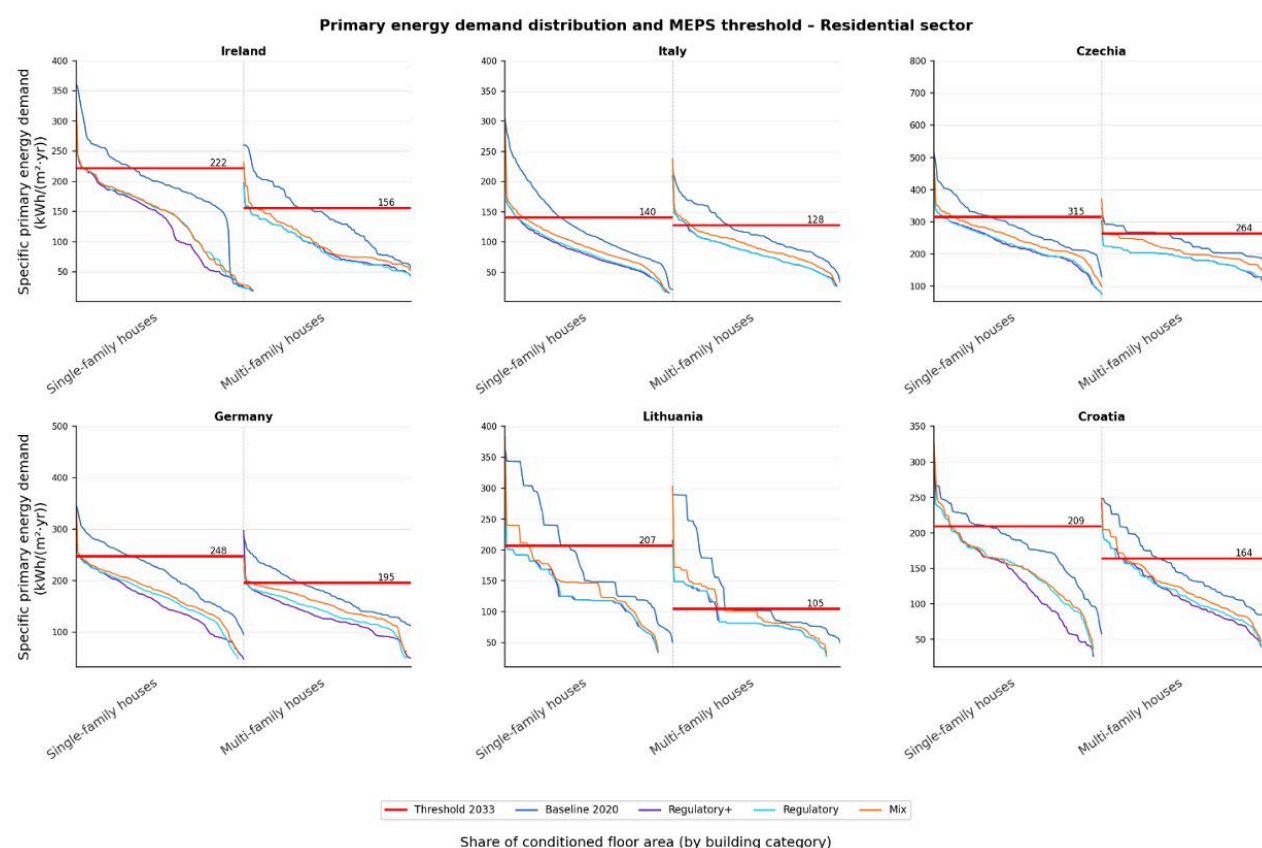 Primary energy demand distribution and MEPS threshold – Residential sector
Ireland
Italy
Czechia
Specific primary energy demand
(kWh/(m²·yr))
400
350
300
250
200
150
100
50
222
156
Single-family houses
Multi-family houses
400
350
300
250
200
150
100
50
140
128
Single-family houses
Multi-family houses
800
700
600
500
400
300
200
100
315
264
Single-family houses
Multi-family houses
Germany
Lithuania
Croatia
Specific primary energy demand
(kWh/(m²·yr))
500
400
300
200
100
248
195
Single-family houses
Multi-family houses
400
350
300
250
200
150
100
50
207
105
Single-family houses
Multi-family houses
350
300
250
200
150
100
50
209
164
Single-family houses
Multi-family houses
Threshold 2033
Baseline 2020
Regulatory+
Regulatory
Mix
Share of conditioned floor area (by building category)